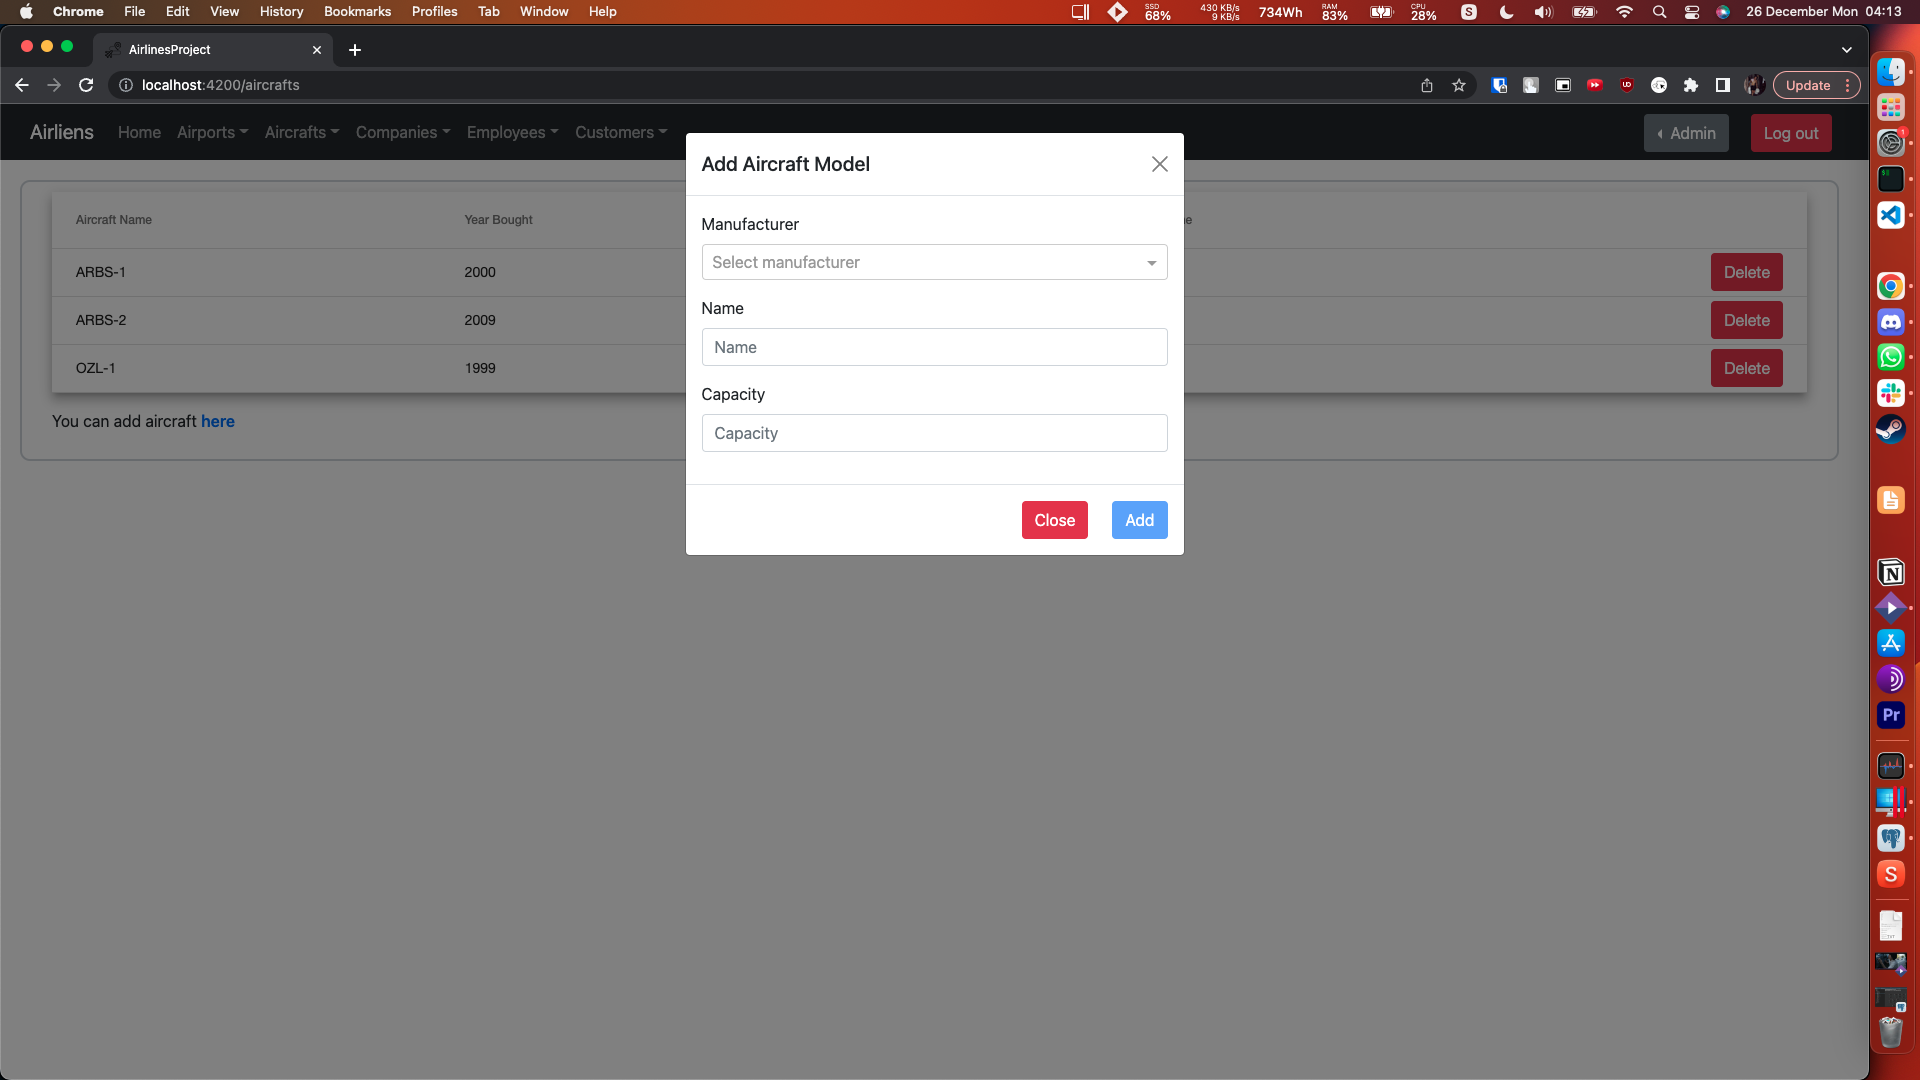 Chrome File Edit View History Bookmarks Profiles Tab Window Help SSD 68% 430 KB/s 9 KB/s 734Wh RAM 83% CPU 28% S 26 December Mon 04:13
AirlinesProject
localhost:4200/aircrafts Update
Airliens Home Airports Aircrafts Companies Employees Customers Admin Log out
Add Aircraft Model
Aircraft Name Year Bought
Manufacturer
Select manufacturer
ARBS-1 2000 Delete
Name
ARBS-2 2009 Delete
Name
OZL-1 1999 Delete
Capacity
You can add aircraft here
Capacity
Close Add
N
Pr
S